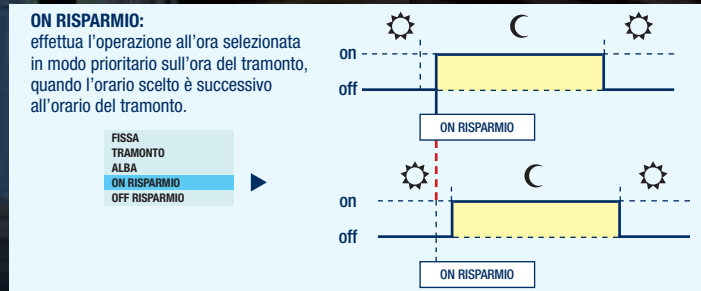 ON RISPARMIO:
effettua l'operazione all'ora selezionata
in modo prioritario sull'ora del tramonto,
quando l'orario scelto è successivo
all'orario del tramonto.
FISSA
TRAMONTO
ALBA
ON RISPARMIO
OFF RISPARMIO
on
off
ON RISPARMIO
on
off
ON RISPARMIO